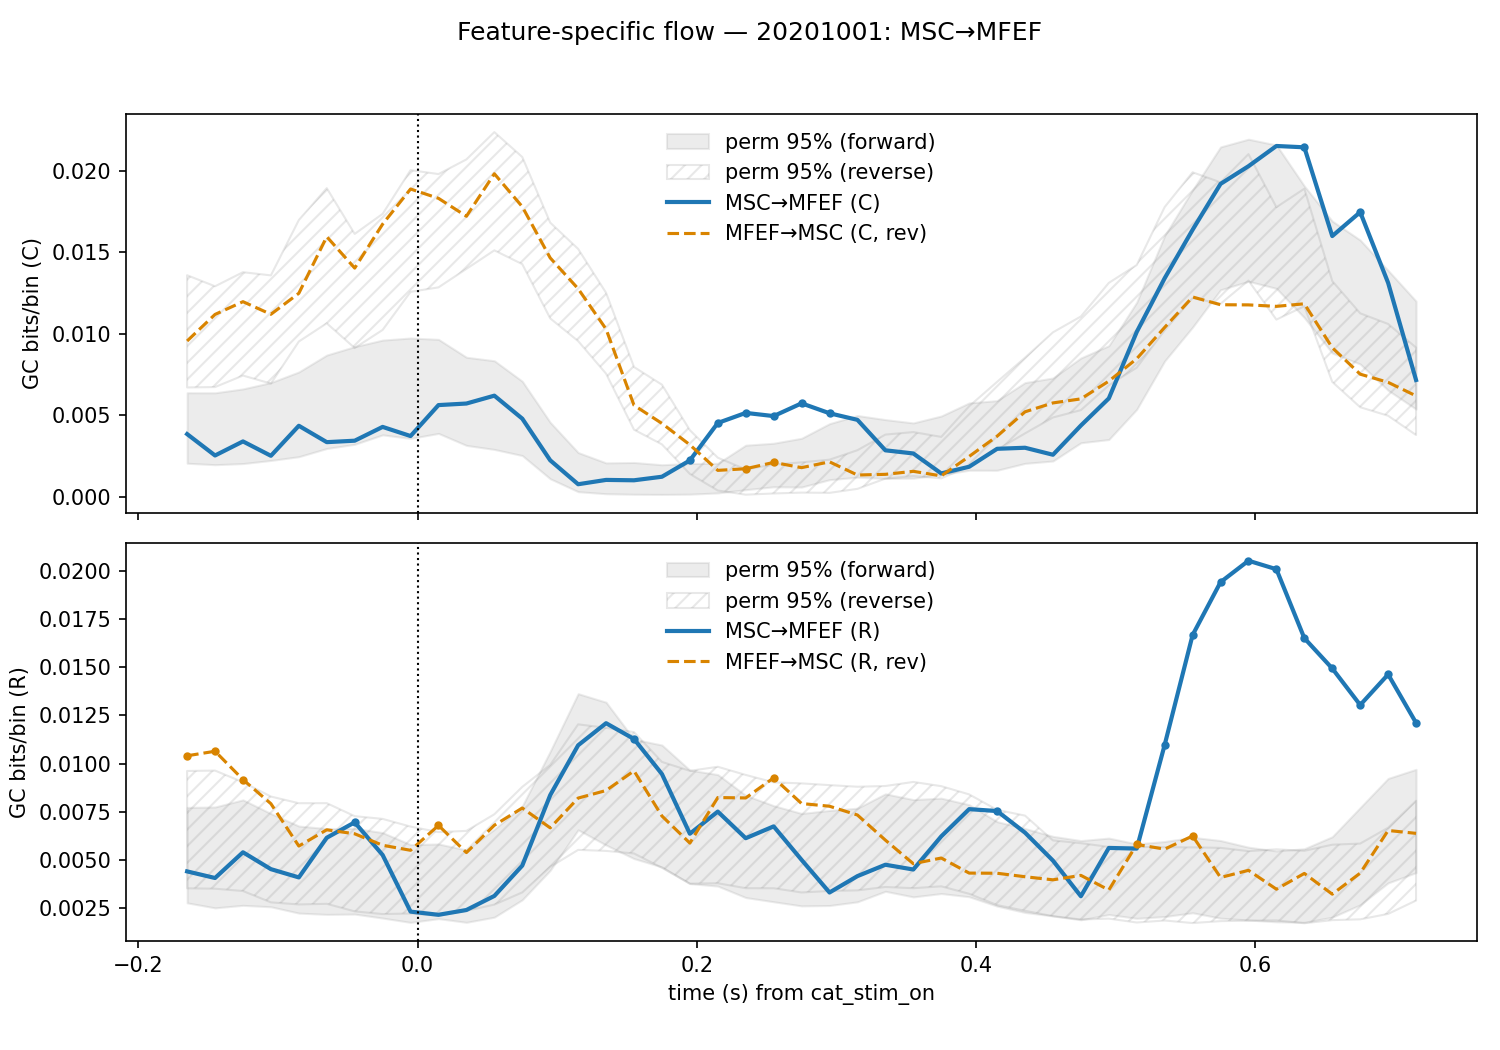 Feature-specific flow — 20201001: MSC→MFEF
GC bits/bin (C)
0.020
0.015
0.010
0.005
0.000
perm 95% (forward)
perm 95% (reverse)
MSC→MFEF (C)
MFEF→MSC (C, rev)
GC bits/bin (R)
0.0200
0.0175
0.0150
0.0125
0.0100
0.0075
0.0050
0.0025
perm 95% (forward)
perm 95% (reverse)
MSC→MFEF (R)
MFEF→MSC (R, rev)
−0.2 0.0 0.2 0.4 0.6
time (s) from cat_stim_on